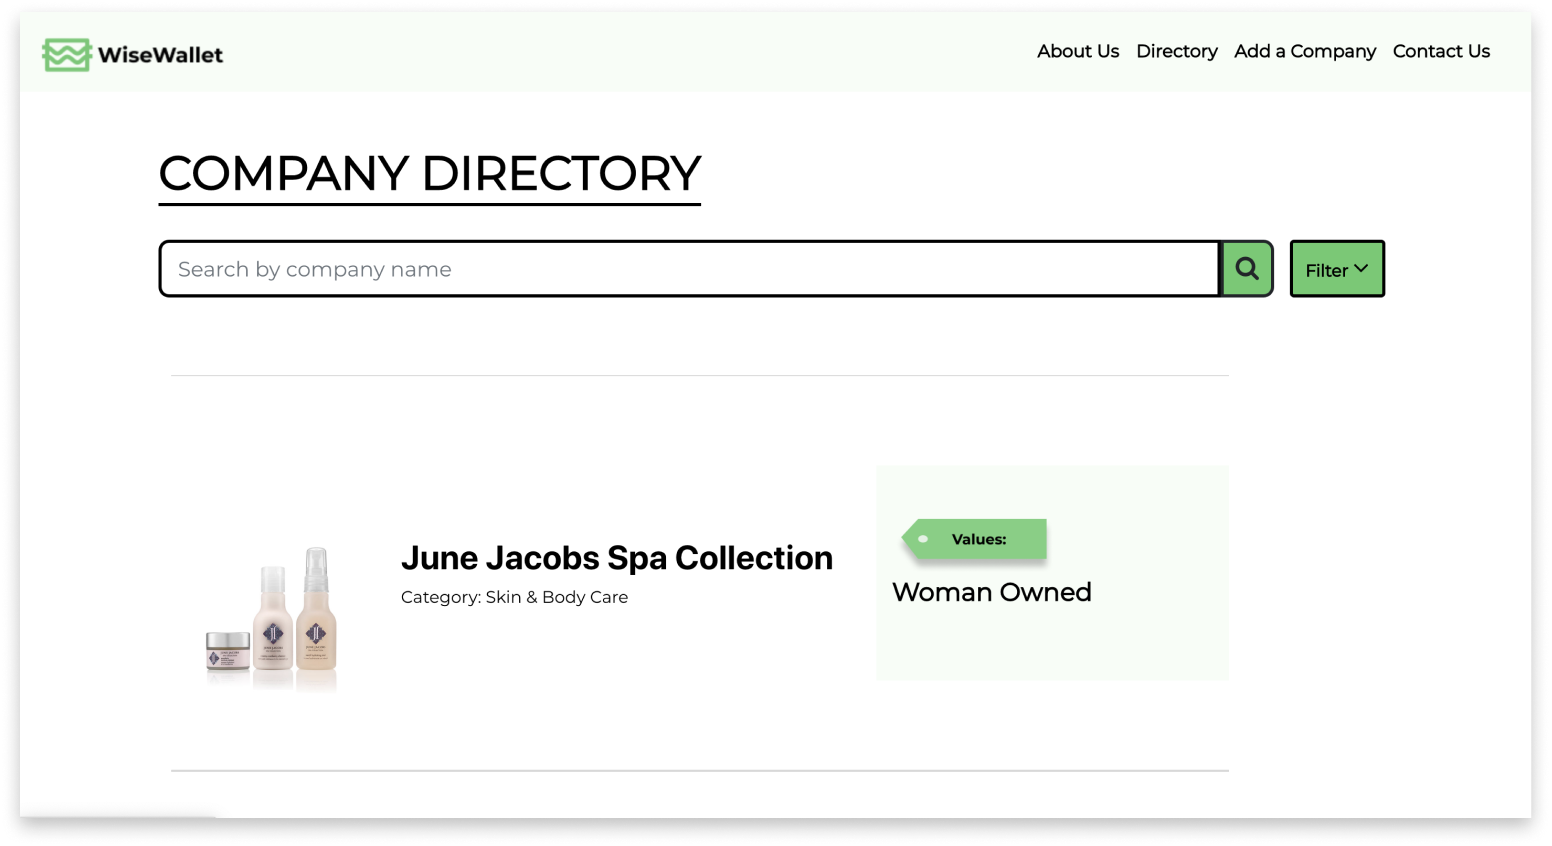 WiseWallet
About Us Directory Add a Company Contact Us
COMPANY DIRECTORY
Search by company name
Filter
June Jacobs Spa Collection
Category: Skin & Body Care
Values:
Woman Owned